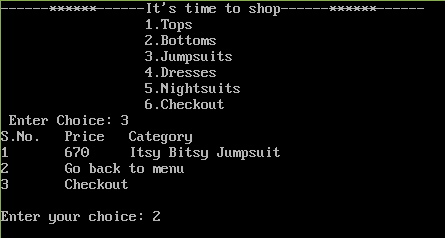 ------******------It's time to shop------******------
1.Tops
2.Bottoms
3.Jumpsuits
4.Dresses
5.Nightsuits
6.Checkout
Enter Choice: 3
S.No. Price Category
1 670 Itsy Bitsy Jumpsuit
2 Go back to menu
3 Checkout
Enter your choice: 2